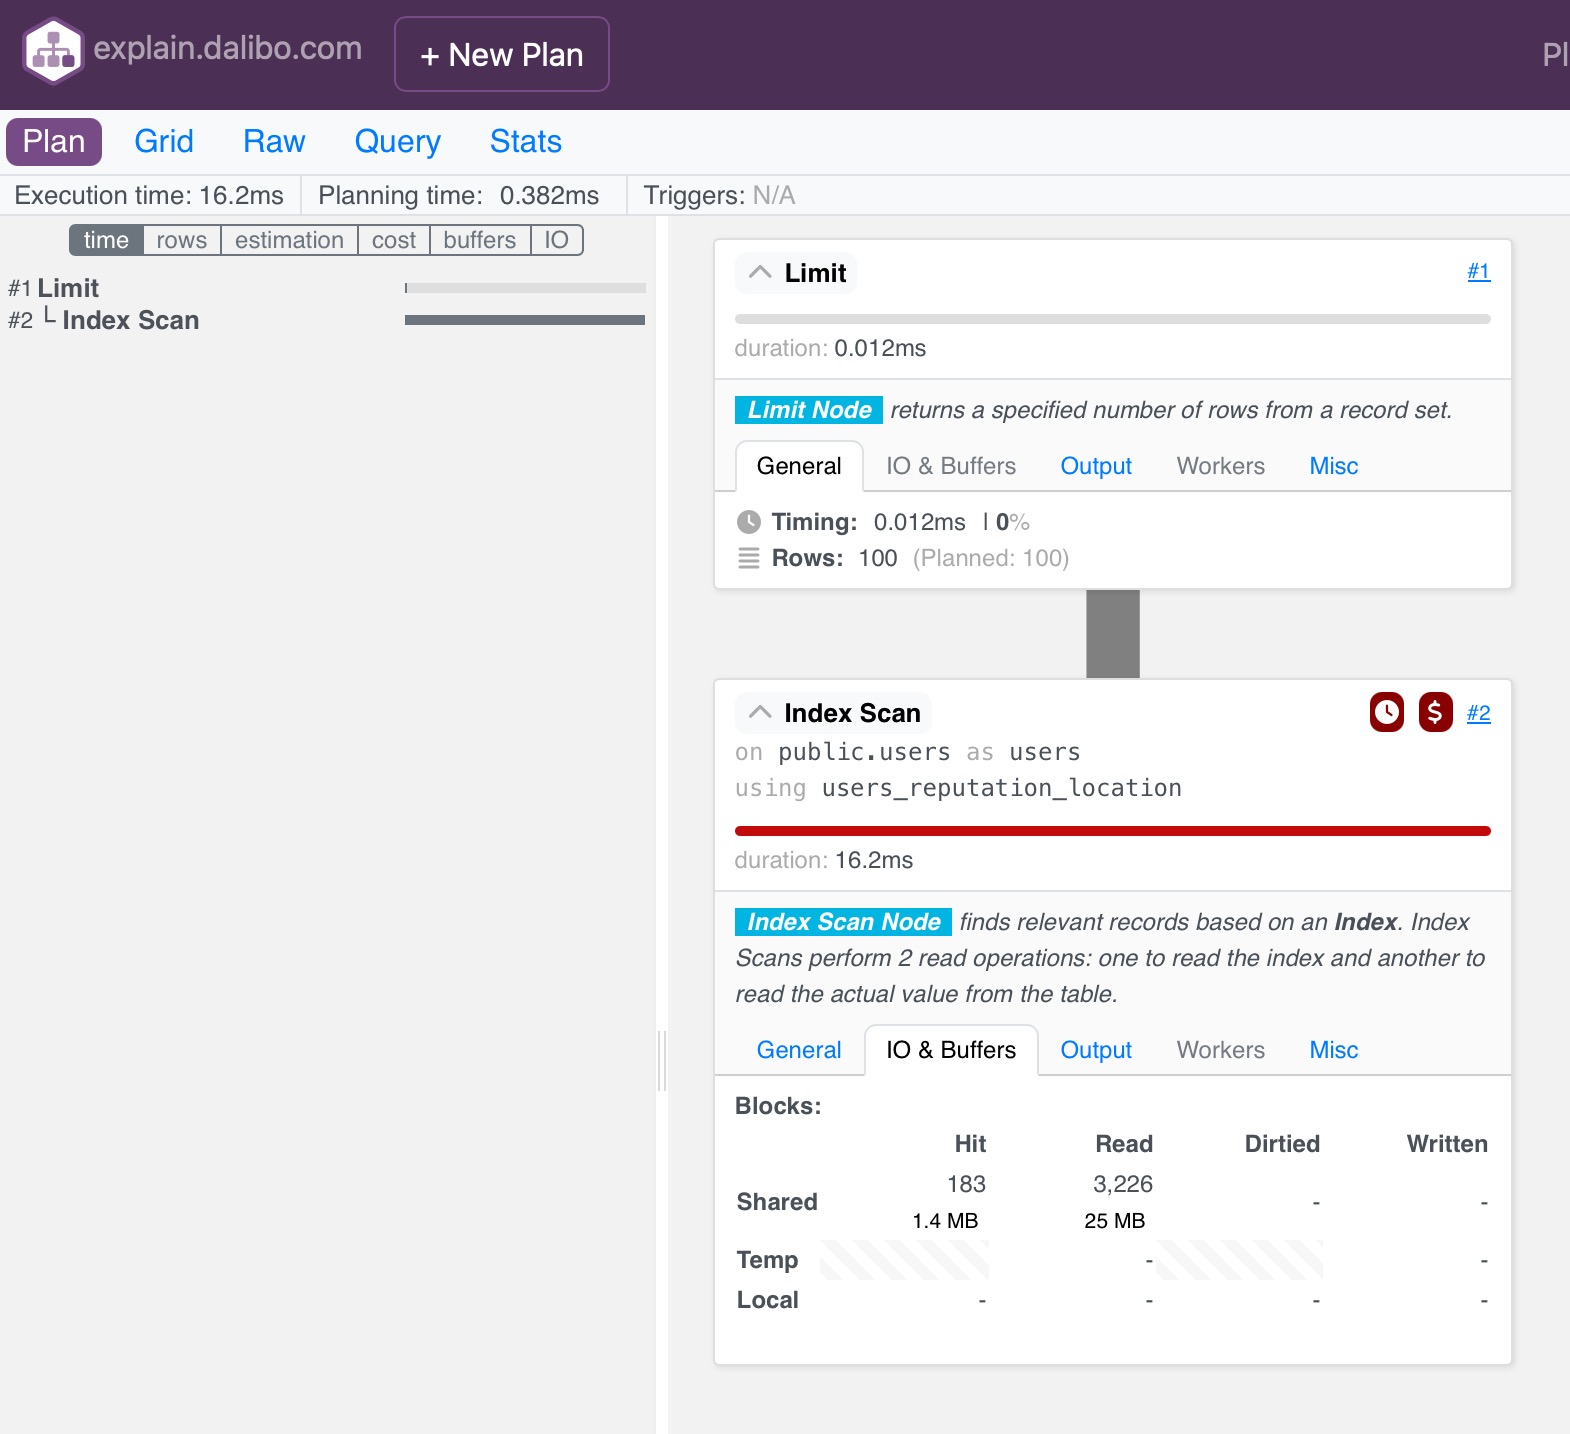 explain.dalibo.com
+ New Plan
Pl
Plan Grid Raw Query Stats
Execution time: 16.2ms Planning time: 0.382ms Triggers: N/A
time rows estimation cost buffers IO
#1 Limit
#2 └ Index Scan
Limit #1
duration: 0.012ms
Limit Node returns a specified number of rows from a record set.
General IO & Buffers Output Workers Misc
Timing: 0.012ms | 0%
Rows: 100 (Planned: 100)
Index Scan $ #2
on public.users as users
using users_reputation_location
duration: 16.2ms
Index Scan Node finds relevant records based on an Index. Index
Scans perform 2 read operations: one to read the index and another to
read the actual value from the table.
General IO & Buffers Output Workers Misc
Blocks:
Hit Read Dirtied Written
Shared 183 3,226 - -
1.4 MB 25 MB
Temp - -
Local - - - -